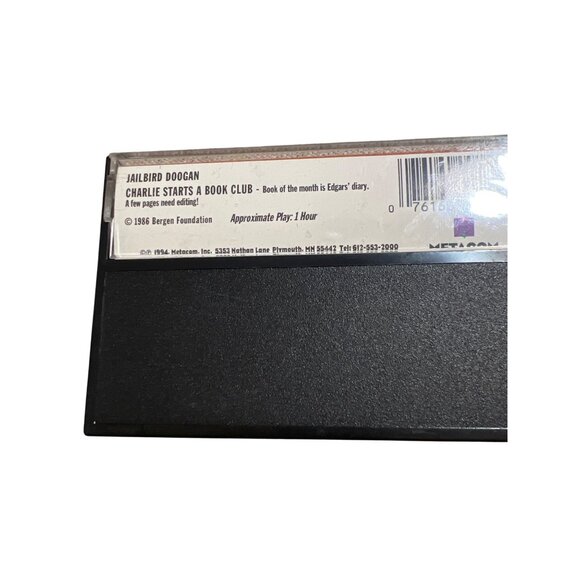 JAILBIRD DOOGAN
CHARLIE STARTS A BOOK CLUB - Book of the month is Edgars' diary.
A few pages need editing!
© 1986 Bergen Foundation Approximate Play: 1 Hour
0 7616
©℗ 1994 Metacom, Inc. 5353 Nathan Lane Plymouth, MN 55442 Tel: 612-553-2000
METACOM